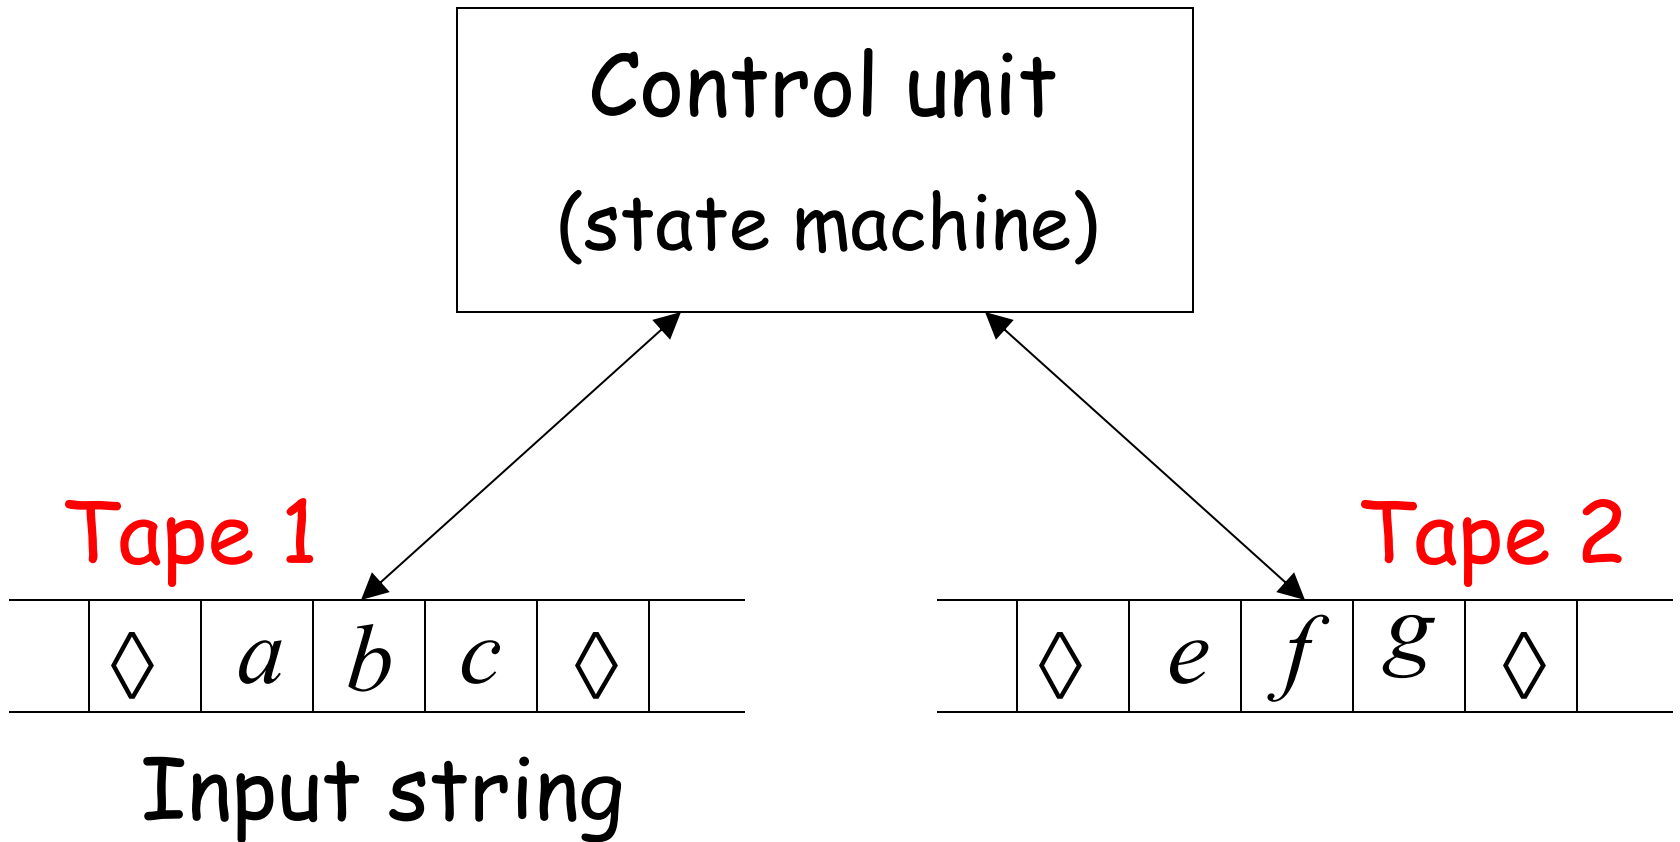 Control unit
(state machine)
Tape 1
Tape 2
◊ a b c ◊
◊ e f g ◊
Input string